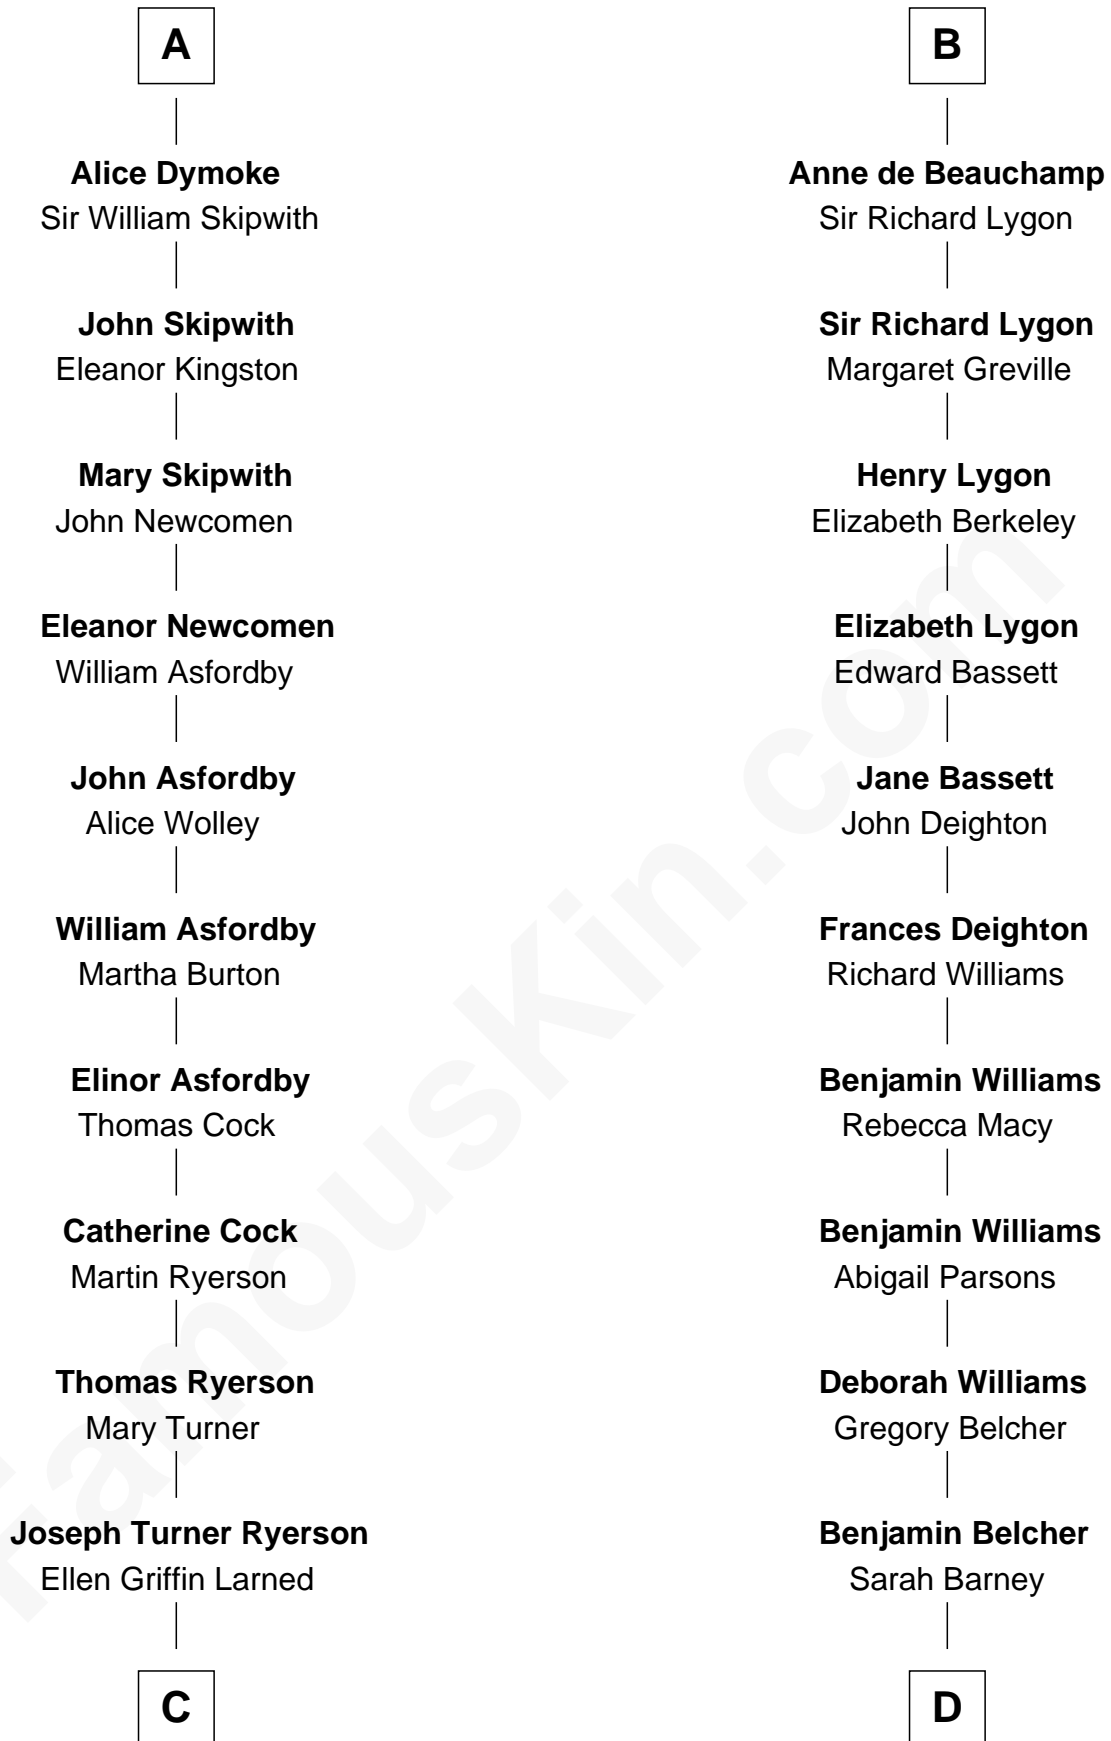 A
Alice Dymoke
Sir William Skipwith
John Skipwith
Eleanor Kingston
Mary Skipwith
John Newcomen
Eleanor Newcomen
William Asfordby
John Asfordby
Alice Wolley
William Asfordby
Martha Burton
Elinor Asfordby
Thomas Cock
Catherine Cock
Martin Ryerson
Thomas Ryerson
Mary Turner
Joseph Turner Ryerson
Ellen Griffin Larned
C
B
Anne de Beauchamp
Sir Richard Lygon
Sir Richard Lygon
Margaret Greville
Henry Lygon
Elizabeth Berkeley
Elizabeth Lygon
Edward Bassett
Jane Bassett
John Deighton
Frances Deighton
Richard Williams
Benjamin Williams
Rebecca Macy
Benjamin Williams
Abigail Parsons
Deborah Williams
Gregory Belcher
Benjamin Belcher
Sarah Barney
D
FamousKin.com